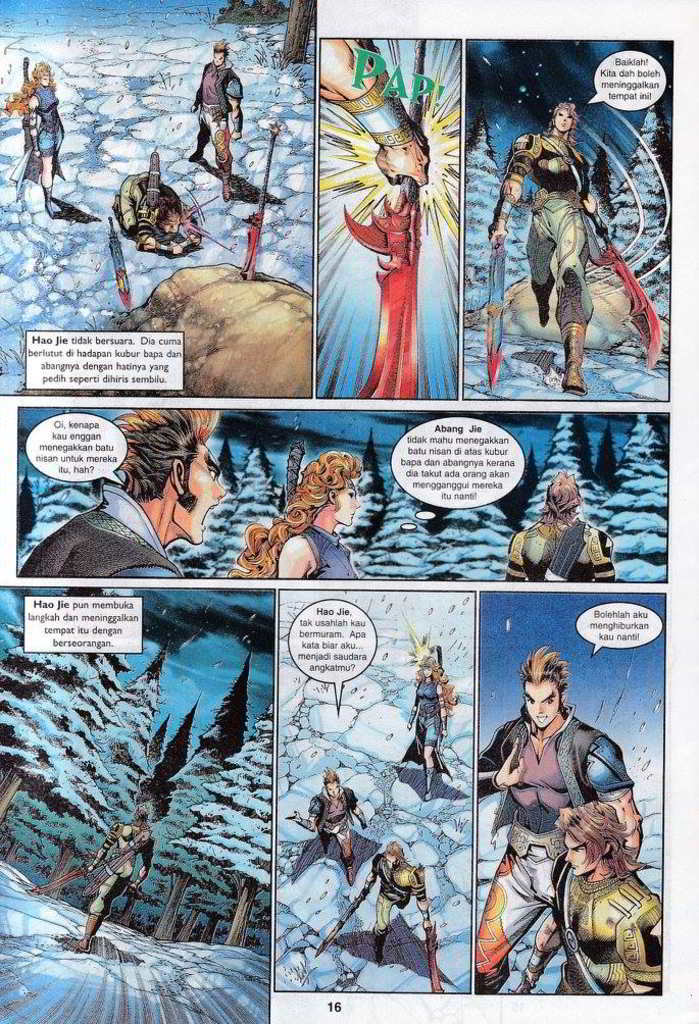 Hao Jie tidak bersuara. Dia cuma
berlutut di hadapan kubur bapa dan
abangnya dengan hatinya yang
pedih seperti dihiris sembilu.
PAP!
Baiklah!
Kita dah boleh
meninggalkan
tempat ini!
Oi, kenapa
kau enggan
menegakkan
batu nisan
untuk mereka
itu, hah?
Abang Jie
tidak mahu menegakkan
batu nisan di atas kubur
bapa dan abangnya kerana
dia takut ada orang akan
mengganggui mereka
itu nanti!
Hao Jie pun membuka
langkah dan meninggalkan
tempat itu dengan
berseorangan.
Hao Jie,
tak usahlah kau
bermuram. Apa
kata biar aku...
menjadi saudara
angkatmu?
Bolehlah aku
menghiburkan
kau nanti!
16